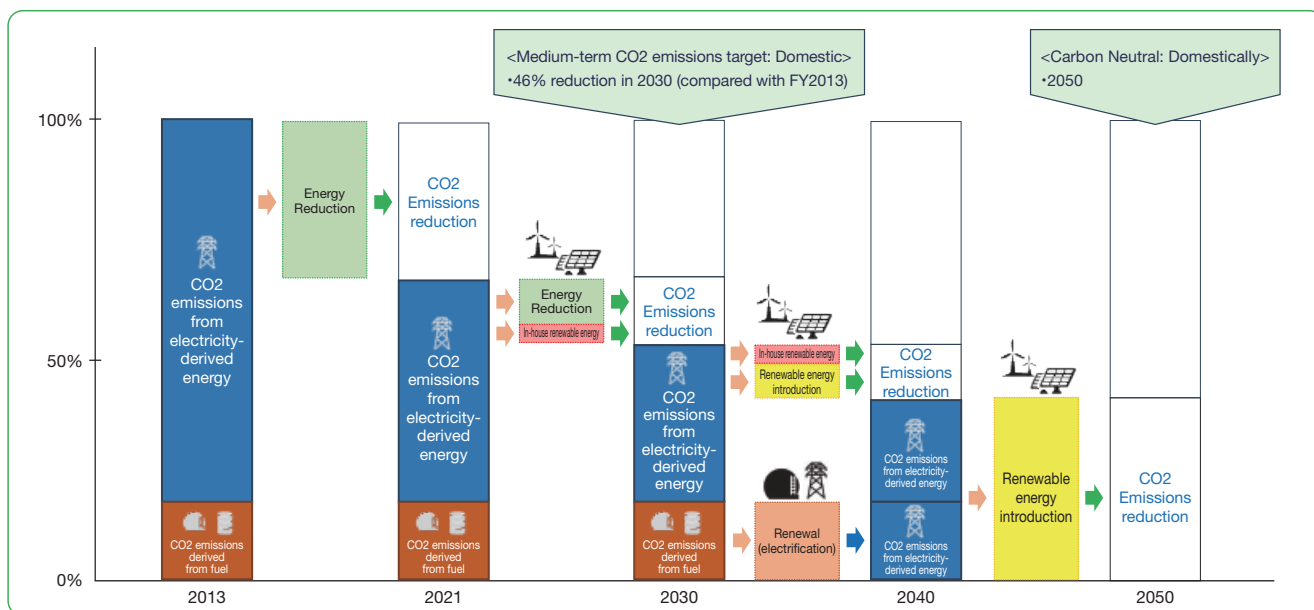 <Medium-term CO2 emissions target: Domestic>
•46% reduction in 2030 (compared with FY2013)
<Carbon Neutral: Domestically>
•2050
100%
50%
0%
CO2
emissions
from
electricity-
derived
energy
CO2 emissions
derived
from fuel
Energy
Reduction
CO2
Emissions
reduction
CO2
emissions
from
electricity-
derived
energy
CO2 emissions
derived
from fuel
Energy
Reduction
In-house renewable energy
CO2
Emissions
reduction
CO2
emissions
from
electricity-
derived
energy
CO2 emissions
derived
from fuel
In-house renewable energy
Renewable energy
introduction
Renewal
(electrification)
CO2
Emissions
reduction
CO2 emissions
from electricity-
derived energy
CO2 emissions
from electricity-
derived energy
Renewable
energy
introduction
CO2
Emissions
reduction
2013
2021
2030
2040
2050